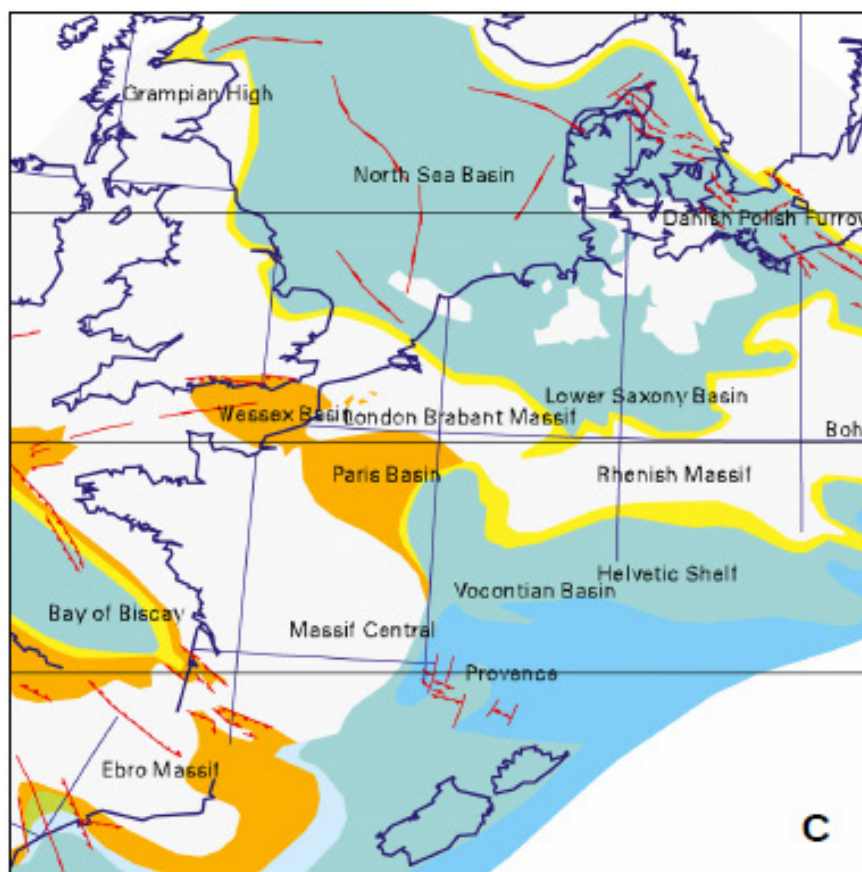 Grampian High
North Sea Basin
Danish Polish Furrow
Lower Saxony Basin
Wessex Basin
London Brabant Massif
Boh
Paris Basin
Rhenish Massif
Helvetic Shelf
Vocontian Basin
Bay of Biscay
Massif Central
Provence
Ebro Massif
C